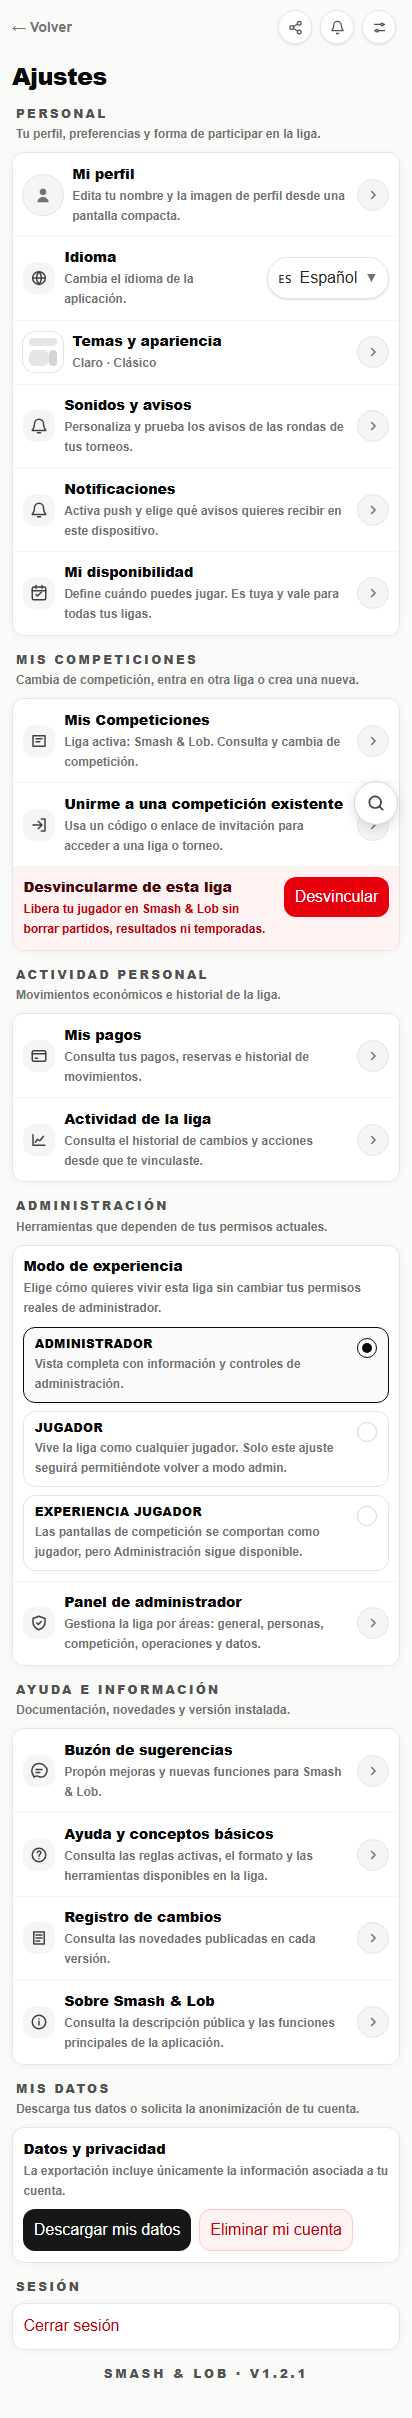 ← Volver
Ajustes
PERSONAL
Tu perfil, preferencias y forma de participar en la liga.
Mi perfil
Edita tu nombre y la imagen de perfil desde una
pantalla compacta.
Idioma
Cambia el idioma de la
aplicación.
ES Español ▼
Temas y apariencia
Claro · Clásico
Sonidos y avisos
Personaliza y prueba los avisos de las rondas de
tus torneos.
Notificaciones
Activa push y elige qué avisos quieres recibir en
este dispositivo.
Mi disponibilidad
Define cuándo puedes jugar. Es tuya y vale para
todas tus ligas.
MIS COMPETICIONES
Cambia de competición, entra en otra liga o crea una nueva.
Mis Competiciones
Liga activa: Smash & Lob. Consulta y cambia de
competición.
Unirme a una competición existente
Usa un código o enlace de invitación para
acceder a una liga o torneo.
Desvincularme de esta liga
Libera tu jugador en Smash & Lob sin
borrar partidos, resultados ni temporadas.
Desvincular
ACTIVIDAD PERSONAL
Movimientos económicos e historial de la liga.
Mis pagos
Consulta tus pagos, reservas e historial de
movimientos.
Actividad de la liga
Consulta el historial de cambios y acciones
desde que te vinculaste.
ADMINISTRACIÓN
Herramientas que dependen de tus permisos actuales.
Modo de experiencia
Elige cómo quieres vivir esta liga sin cambiar tus permisos
reales de administrador.
ADMINISTRADOR
Vista completa con información y controles de
administración.
JUGADOR
Vive la liga como cualquier jugador. Solo este ajuste
seguirá permitiéndote volver a modo admin.
EXPERIENCIA JUGADOR
Las pantallas de competición se comportan como
jugador, pero Administración sigue disponible.
Panel de administrador
Gestiona la liga por áreas: general, personas,
competición, operaciones y datos.
AYUDA E INFORMACIÓN
Documentación, novedades y versión instalada.
Buzón de sugerencias
Propón mejoras y nuevas funciones para Smash
& Lob.
Ayuda y conceptos básicos
Consulta las reglas activas, el formato y las
herramientas disponibles en la liga.
Registro de cambios
Consulta las novedades publicadas en cada
versión.
Sobre Smash & Lob
Consulta la descripción pública y las funciones
principales de la aplicación.
MIS DATOS
Descarga tus datos o solicita la anonimización de tu cuenta.
Datos y privacidad
La exportación incluye únicamente la información asociada a tu
cuenta.
Descargar mis datos
Eliminar mi cuenta
SESIÓN
Cerrar sesión
SMASH & LOB · V1.2.1